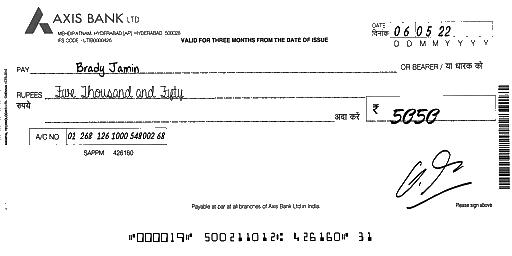 AXIS BANK LTD
MEHDIPATNAM, HYDERABAD [AP] HYDERABAD 500028
IFS CODE - UTIB0000426
VALID FOR THREE MONTHS FROM THE DATE OF ISSUE
DATE
दिनांक 06 05 22
D D M M Y Y Y Y
PAY Brady Jamin OR BEARER / या धारक को
RUPEES Five Thousand and Fifty
रुपये अदा करें ₹ 5050
A/C NO 01 268 126 1000 548002 68
SAPPM 426160
Payable at par at all branches of Axis Bank Ltd in India.
Please sign above
⑈000019⑈ 500211012⑆ 426160⑈ 31